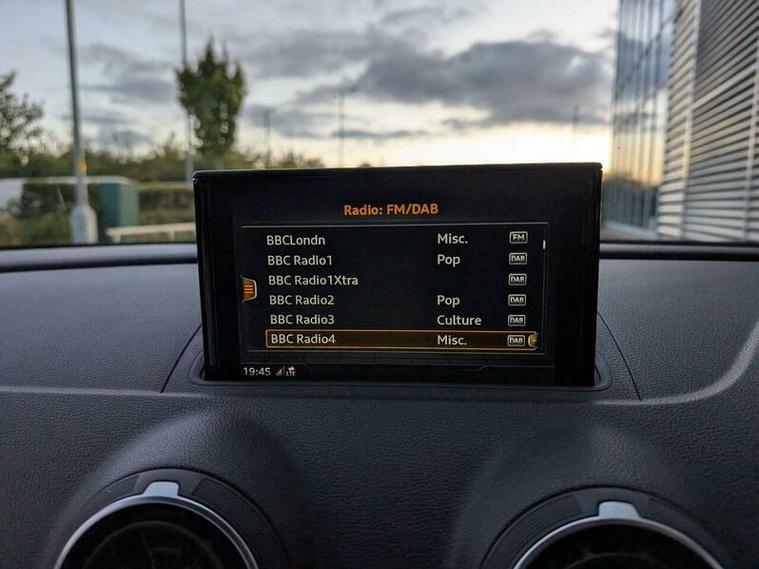 Radio: FM/DAB
BBCLondn Misc. FM
BBC Radio1 Pop DAB
BBC Radio1Xtra DAB
BBC Radio2 Pop DAB
BBC Radio3 Culture DAB
BBC Radio4 Misc. DAB
19:45 LTE